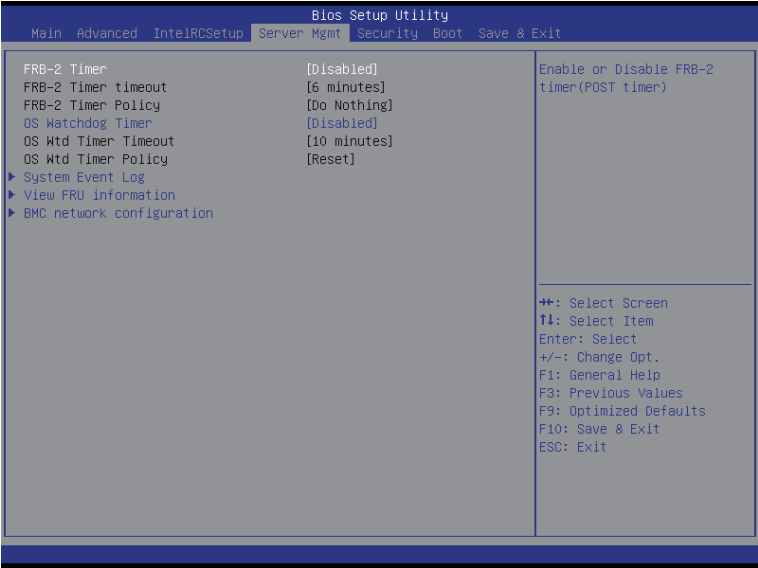 Bios Setup Utility
Main Advanced IntelRCSetup Server Mgmt Security Boot Save & Exit
FRB-2 Timer [Disabled]
FRB-2 Timer timeout [6 minutes]
FRB-2 Timer Policy [Do Nothing]
OS Watchdog Timer [Disabled]
OS Wtd Timer Timeout [10 minutes]
OS Wtd Timer Policy [Reset]
System Event Log
View FRU information
BMC network configuration
Enable or Disable FRB-2
timer(POST timer)
→←: Select Screen
↑↓: Select Item
Enter: Select
+/-: Change Opt.
F1: General Help
F3: Previous Values
F9: Optimized Defaults
F10: Save & Exit
ESC: Exit